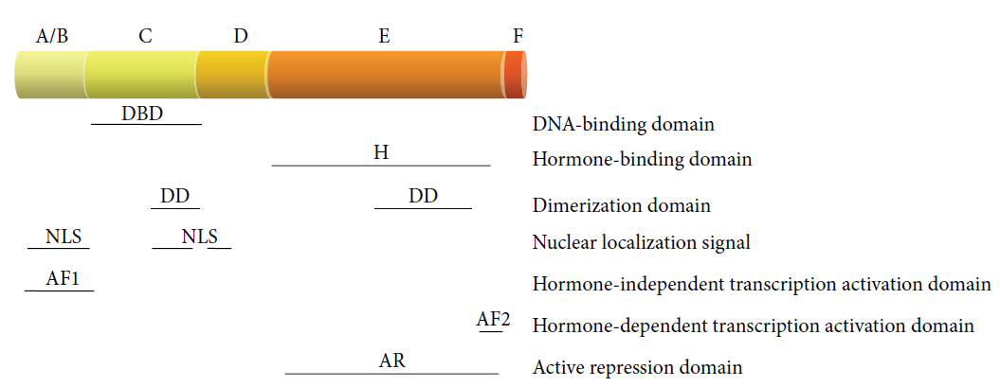 A/B C D E F
DBD DNA-binding domain
H Hormone-binding domain
DD DD Dimerization domain
NLS NLS Nuclear localization signal
AF1 Hormone-independent transcription activation domain
AF2 Hormone-dependent transcription activation domain
AR Active repression domain